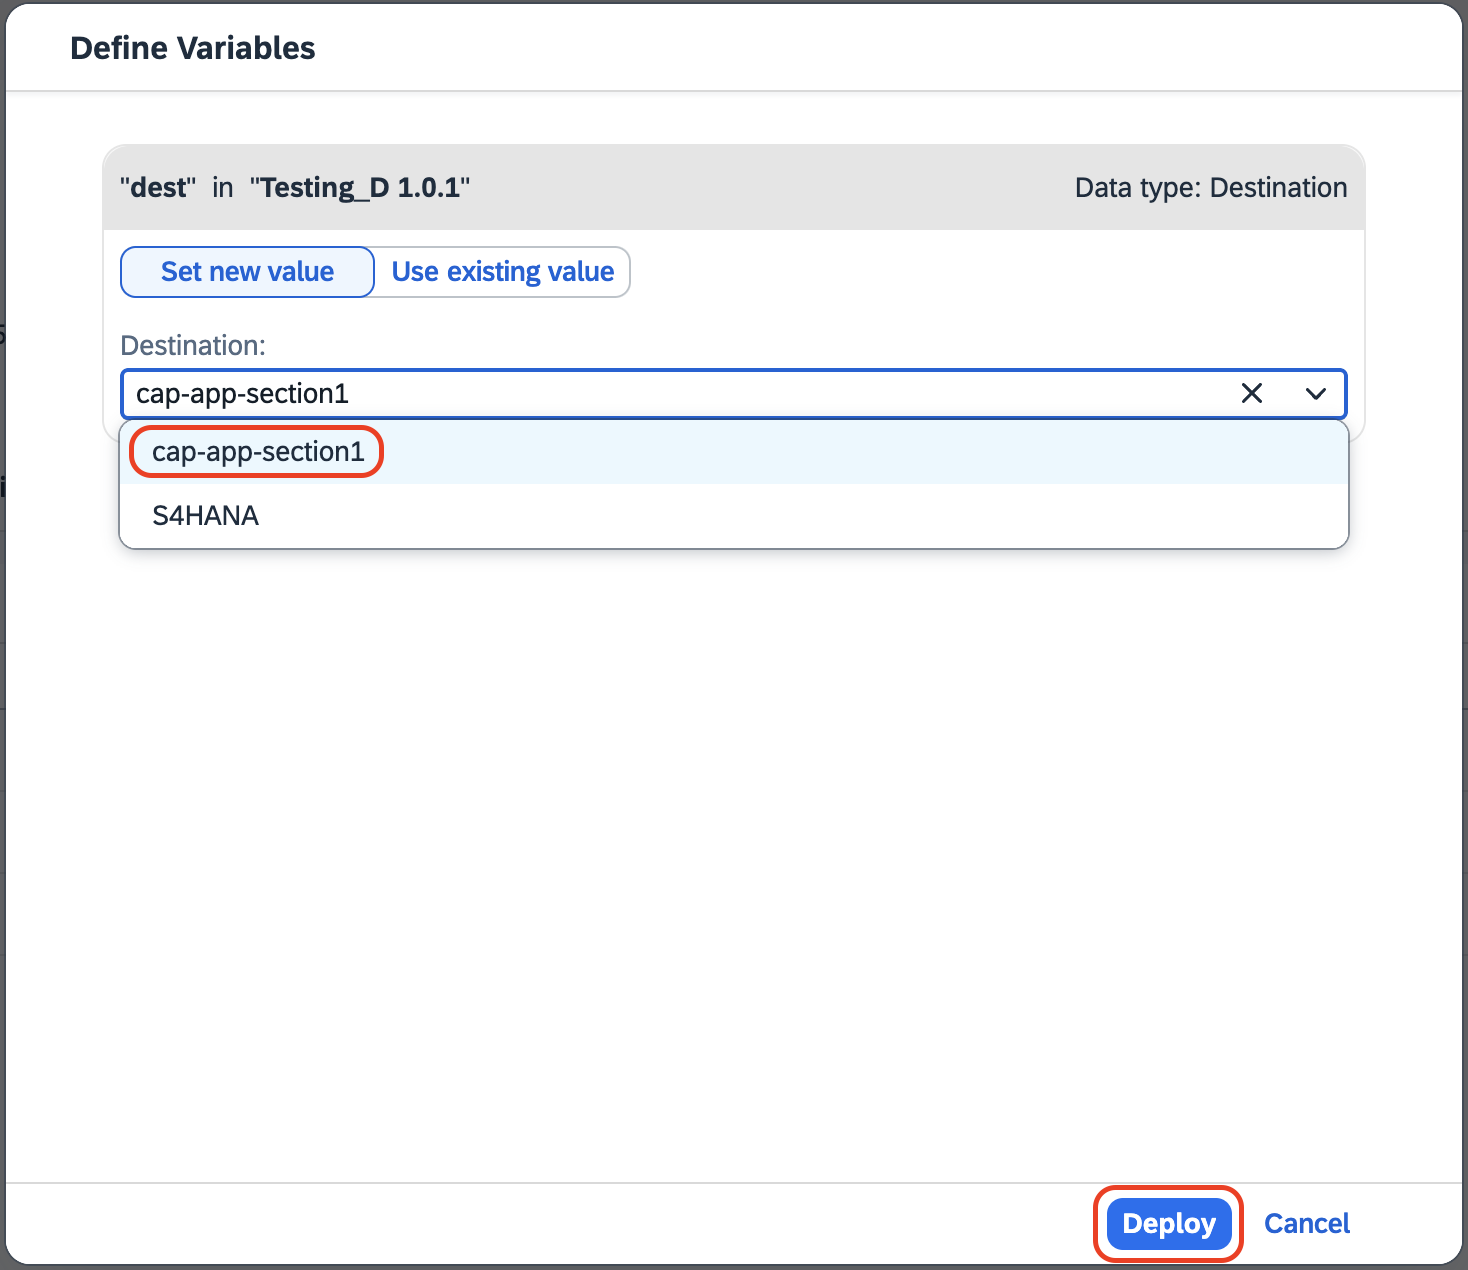 Define Variables
"dest" in "Testing_D 1.0.1"
Data type: Destination
Set new value
Use existing value
Destination:
cap-app-section1
cap-app-section1
S4HANA
Deploy
Cancel